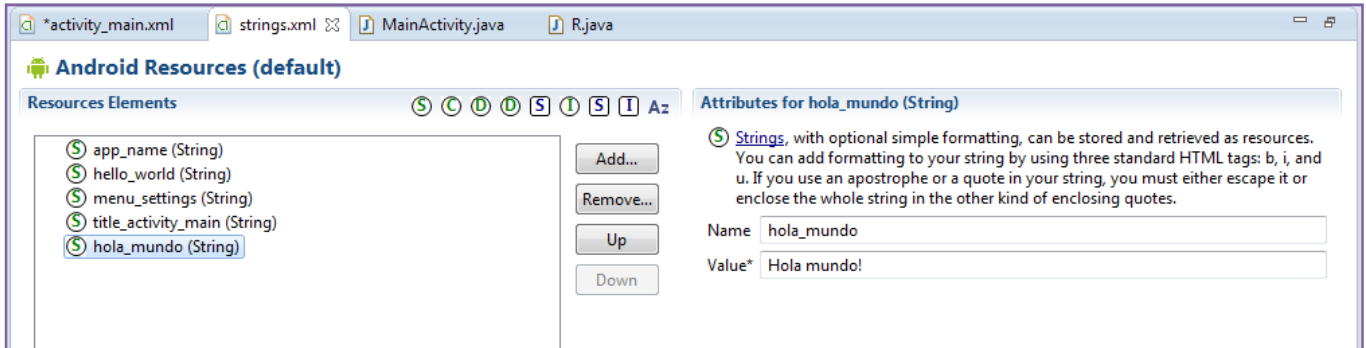 *activity_main.xml
strings.xml
MainActivity.java
R.java
Android Resources (default)
Resources Elements
S C D D S I S I Az
S app_name (String)
S hello_world (String)
S menu_settings (String)
S title_activity_main (String)
S hola_mundo (String)
Add...
Remove...
Up
Down
Attributes for hola_mundo (String)
S Strings, with optional simple formatting, can be stored and retrieved as resources.
You can add formatting to your string by using three standard HTML tags: b, i, and
u. If you use an apostrophe or a quote in your string, you must either escape it or
enclose the whole string in the other kind of enclosing quotes.
Name hola_mundo
Value* Hola mundo!